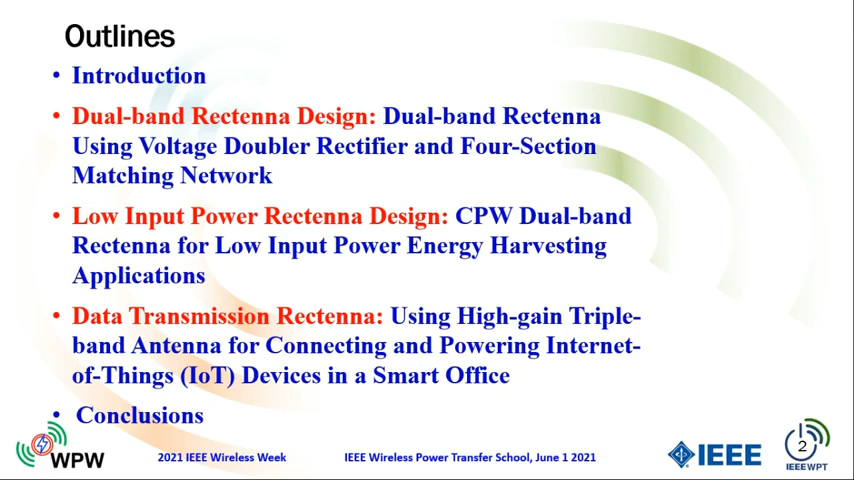 Outlines
• Introduction
• Dual-band Rectenna Design: Dual-band Rectenna
Using Voltage Doubler Rectifier and Four-Section
Matching Network
• Low Input Power Rectenna Design: CPW Dual-band
Rectenna for Low Input Power Energy Harvesting
Applications
• Data Transmission Rectenna: Using High-gain Triple-
band Antenna for Connecting and Powering Internet-
of-Things (IoT) Devices in a Smart Office
• Conclusions
WPW
2021 IEEE Wireless Week
IEEE Wireless Power Transfer School, June 1 2021
IEEE
2
IEEE WPT